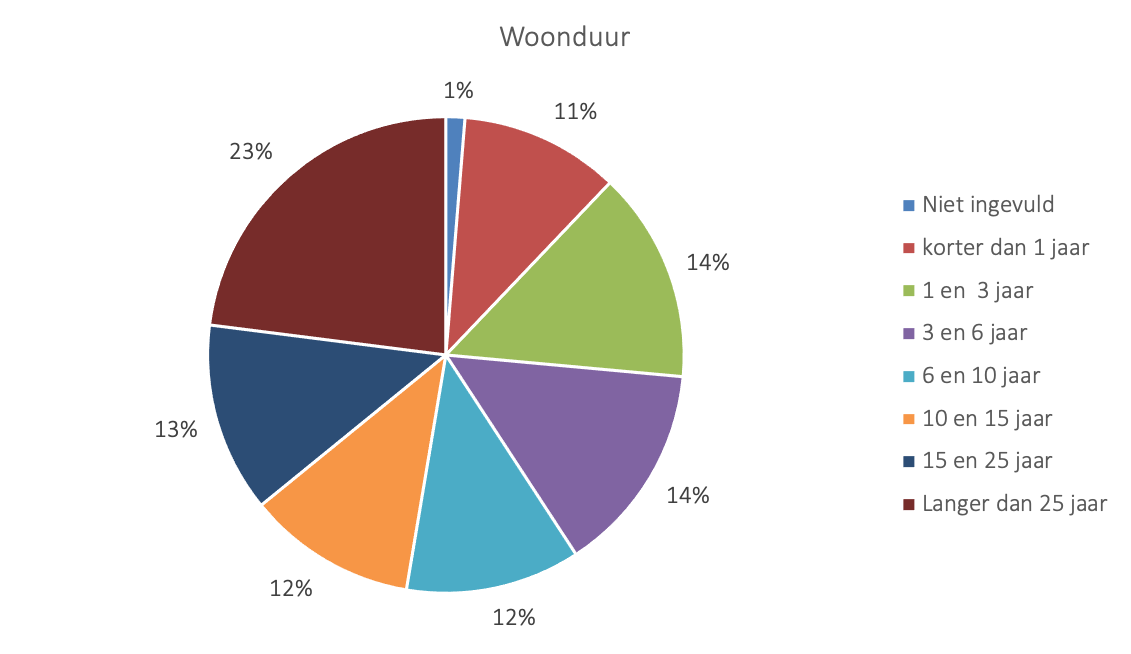 Woonduur
1%
11%
23%
14%
13%
14%
12%
12%
Niet ingevuld
korter dan 1 jaar
1 en  3 jaar
3 en 6 jaar
6 en 10 jaar
10 en 15 jaar
15 en 25 jaar
Langer dan 25 jaar